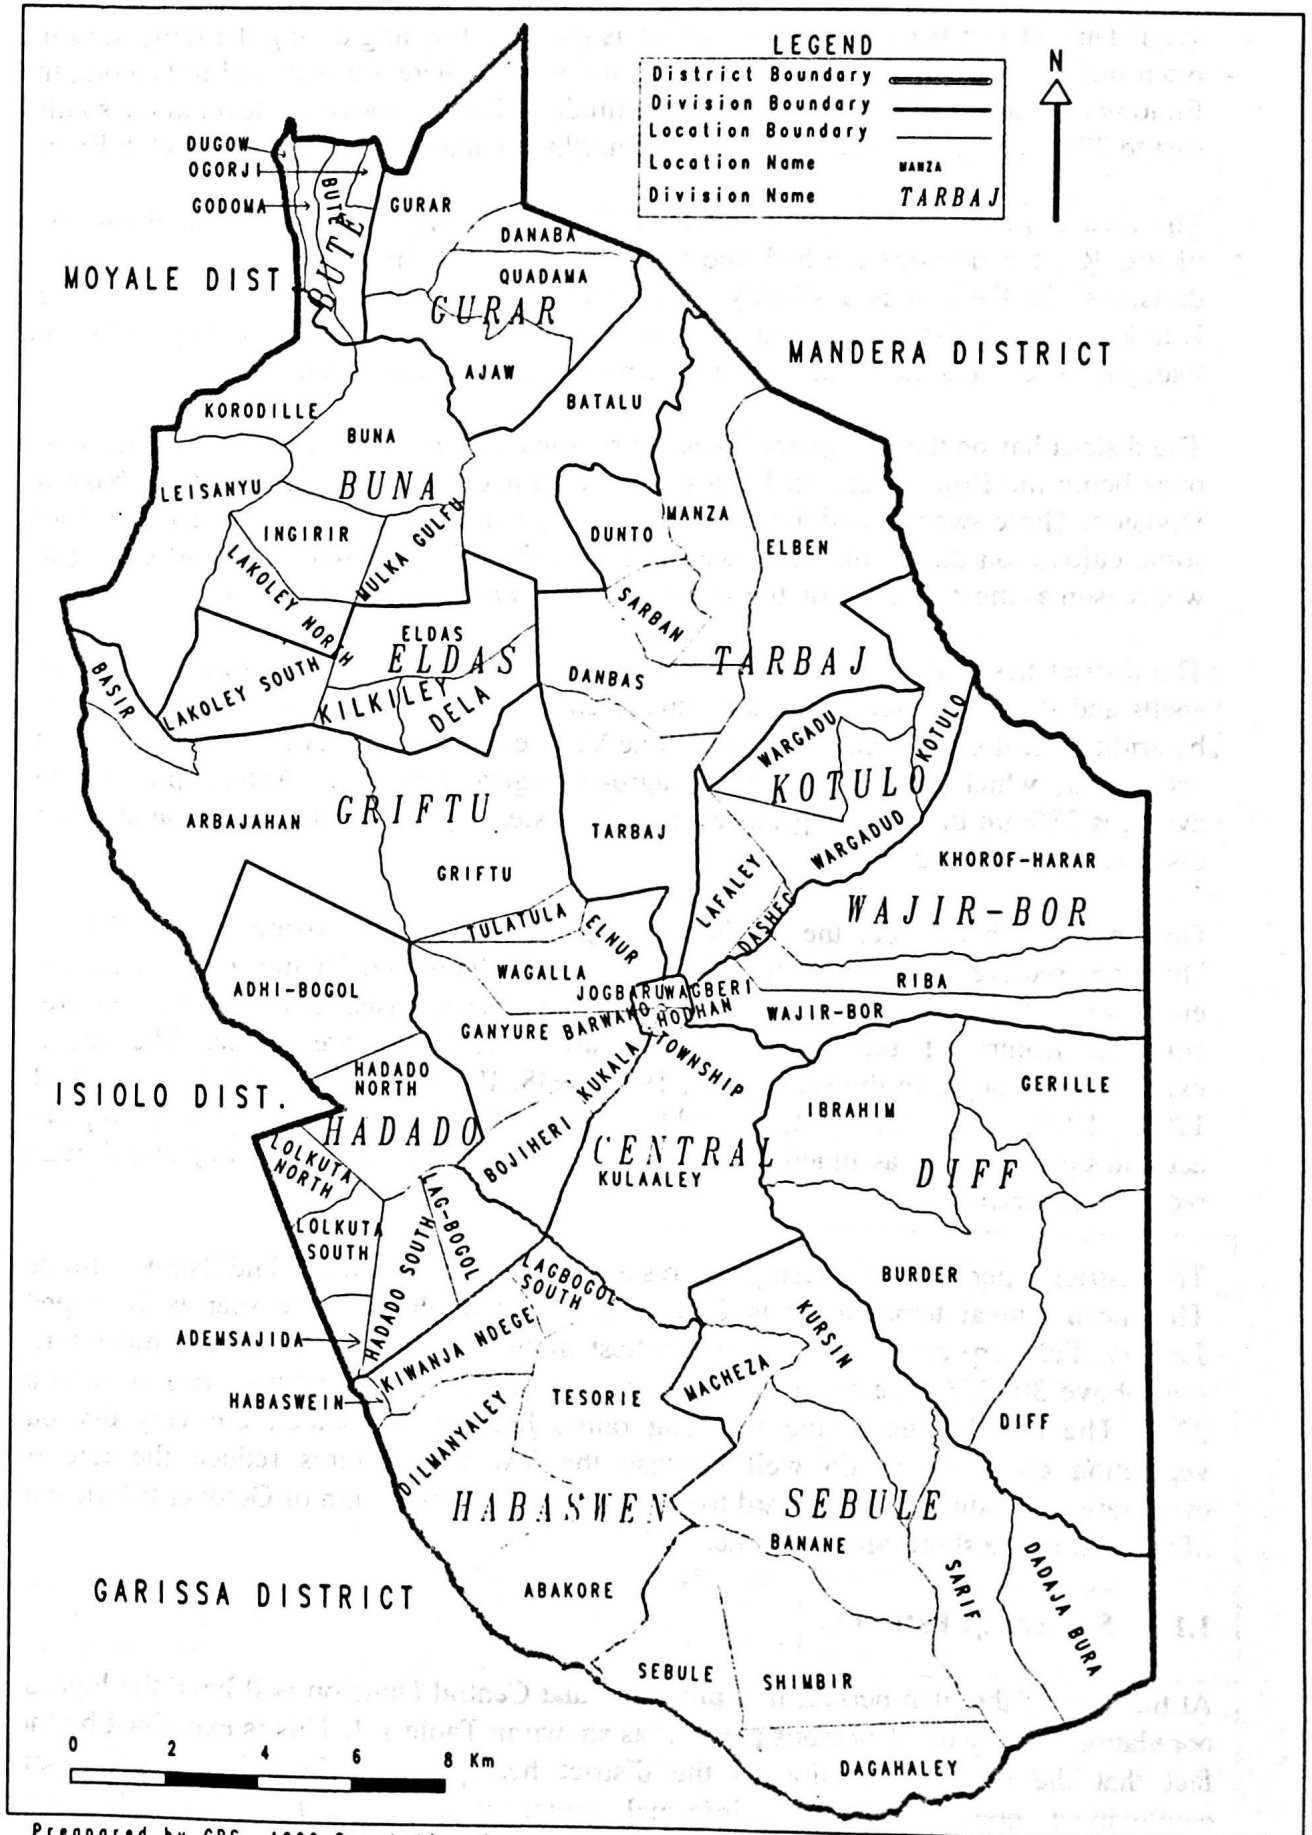 LEGEND
District Boundary
Division Boundary
Location Boundary
Location Name MANZA
Division Name TARBAJ
N
DUGOW
OGORJI
GODOMA
BUTE
BUTE
GURAR
DANABA
QUADAMA
GURAR
MOYALE DIST
MANDERA DISTRICT
AJAW
BATALU
KORODILLE
BUNA
BUNA
LEISANYU
INGIRIR
MULKA GULFU
LAKOLEY NORTH
DUNTO
MANZA
ELBEN
SARBAN
ELDAS
ELDAS
TARBAJ
DANBAS
BASIR
LAKOLEY SOUTH
KILKILEY
DELA
WARGADU
KOTULO
KOTULO
WARGADUD
ARBAJAHAN
GRIFTU
GRIFTU
TARBAJ
LAFALEY
DASHEG
KHOROF-HARAR
WAJIR-BOR
TULATULA
ELNUR
WAGALLA
RIBA
ADHI-BOGOL
JOGBARU
WAGBERI
WAJIR-BOR
GANYURE
BARWAKO
HODHAN
KUKALA
TOWNSHIP
HADADO
NORTH
HADADO
ISIOLO DIST.
IBRAHIM
GERILLE
LOLKUTA
NORTH
BOJIHERI
CENTRAL
KULAALEY
DIFF
LOLKUTA
SOUTH
HADADO SOUTH
LAG-BOGOL
LAGBOGOL
SOUTH
BURDER
KURSIN
ADEMSAJIDA
HABASWEIN
KIWANJA NDEGE
TESORIE
MACHEZA
DIFF
DILMANYALEY
HABASWEN
SEBULE
BANANE
ABAKORE
SARIF
DADAJA BURA
GARISSA DISTRICT
SEBULE
SHIMBIR
DAGAHALEY
0 2 4 6 8 Km